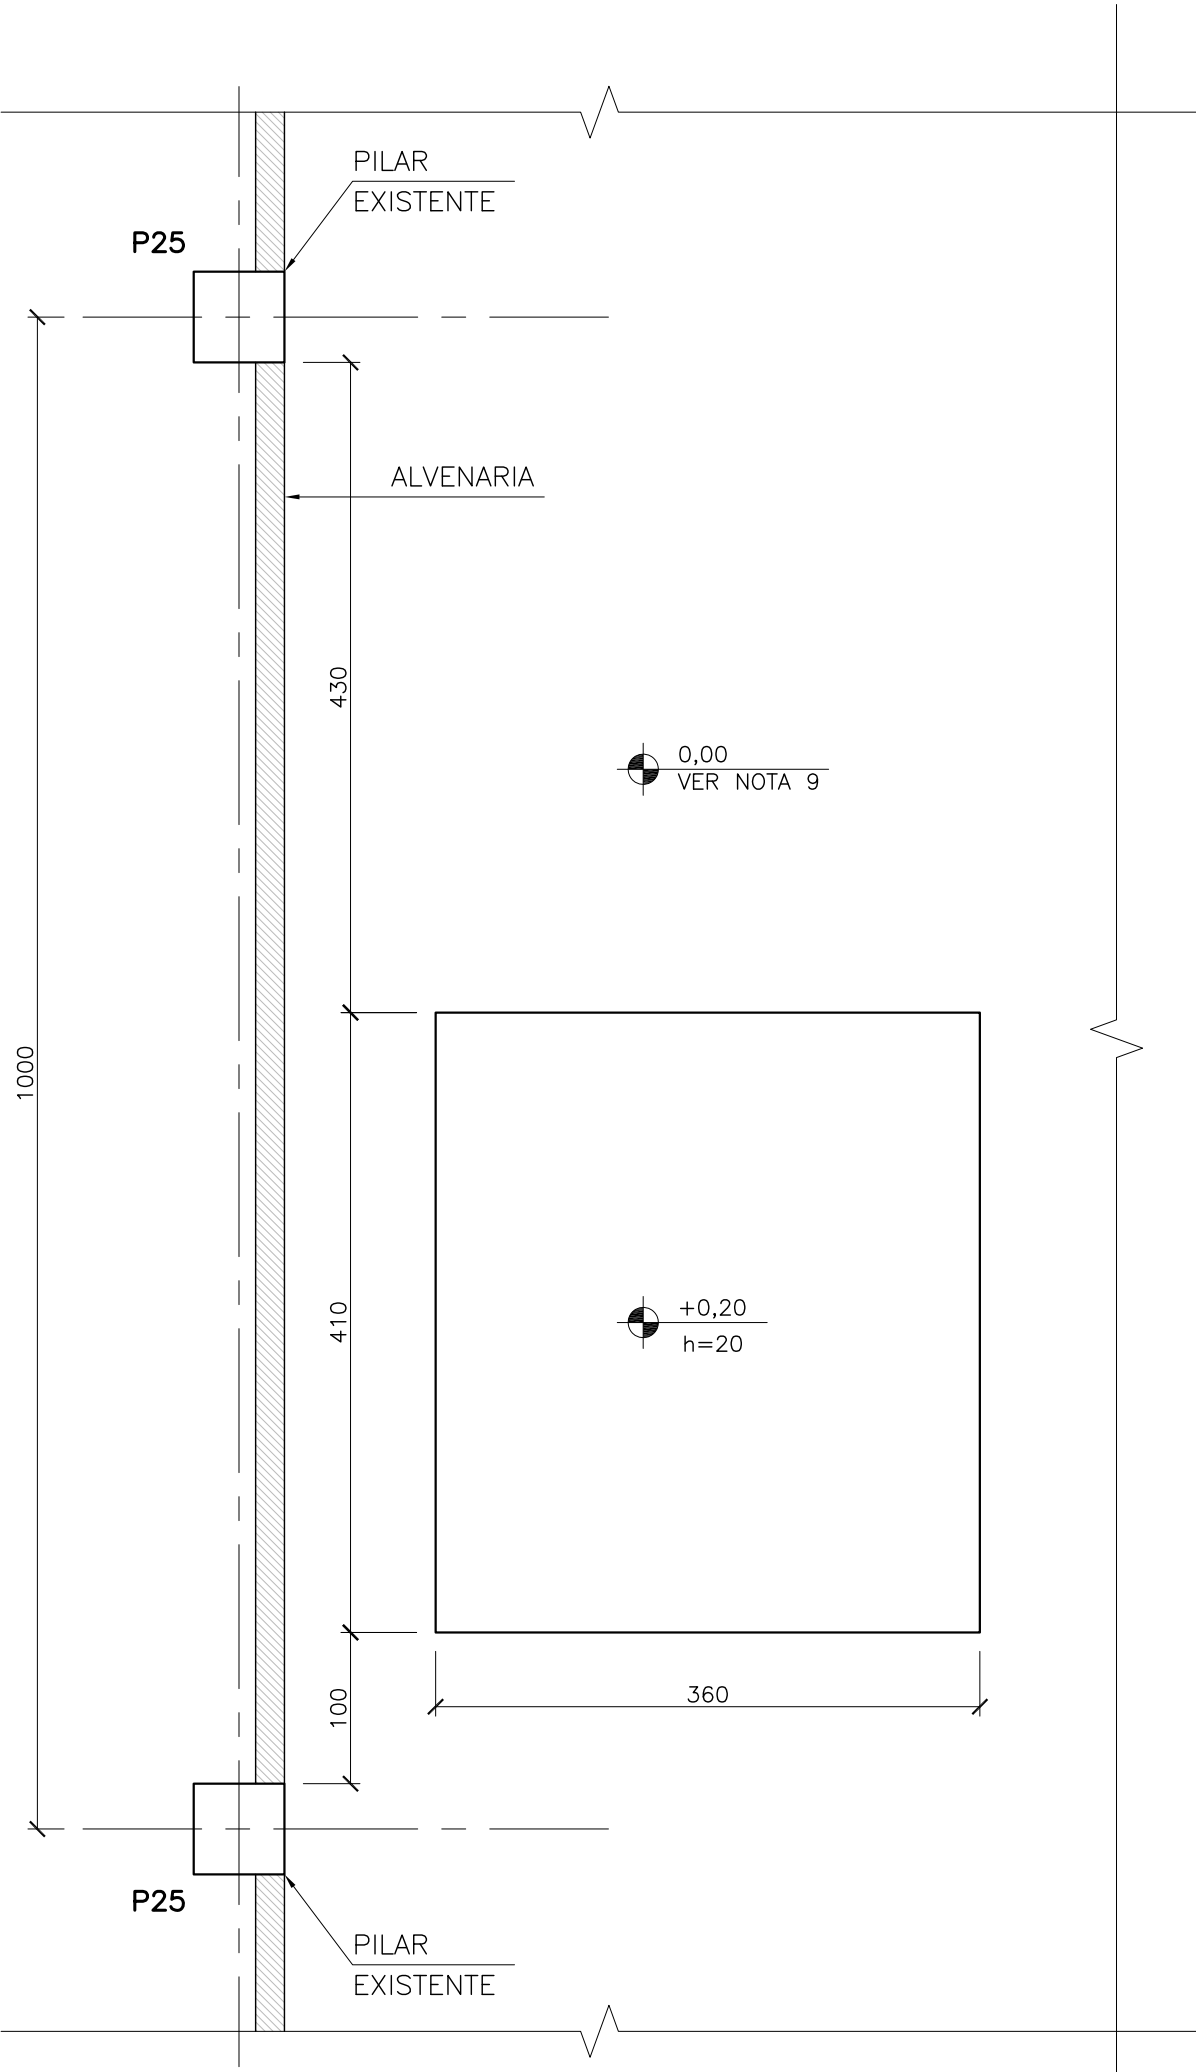 PILAR
EXISTENTE
P25
ALVENARIA
430
0,00
VER NOTA 9
1000
410
+0,20
h=20
100
360
P25
PILAR
EXISTENTE